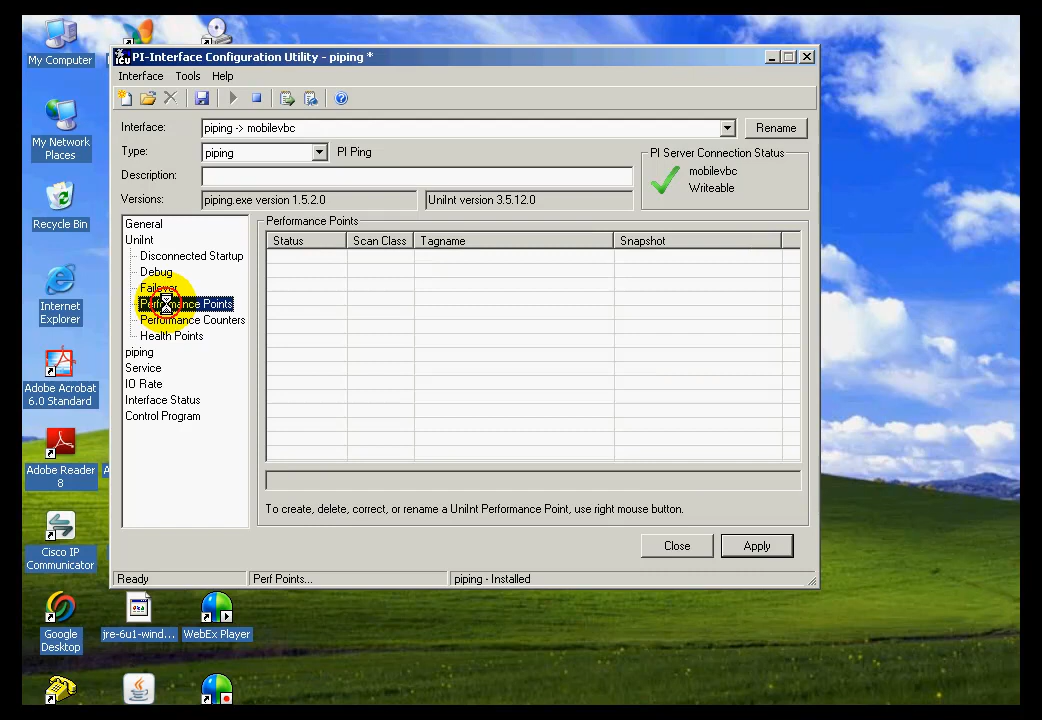 My Computer
My Network
Places
Recycle Bin
Internet
Explorer
Adobe Acrobat
6.0 Standard
Adobe Reader
8
Cisco IP
Communicator
Google
Desktop
jre-6u1-wind...
WebEx Player
PI-Interface Configuration Utility - piping *
Interface Tools Help
Interface: piping -> mobilevbc Rename
Type: piping PI Ping
Description:
Versions: piping.exe version 1.5.2.0 UniInt version 3.5.12.0
PI Server Connection Status
mobilevbc
Writeable
General
UniInt
Disconnected Startup
Debug
Failover
Performance Points
Performance Counters
Health Points
piping
Service
IO Rate
Interface Status
Control Program
Performance Points
Status Scan Class Tagname Snapshot
To create, delete, correct, or rename a UniInt Performance Point, use right mouse button.
Close Apply
Ready Perf Points... piping - Installed